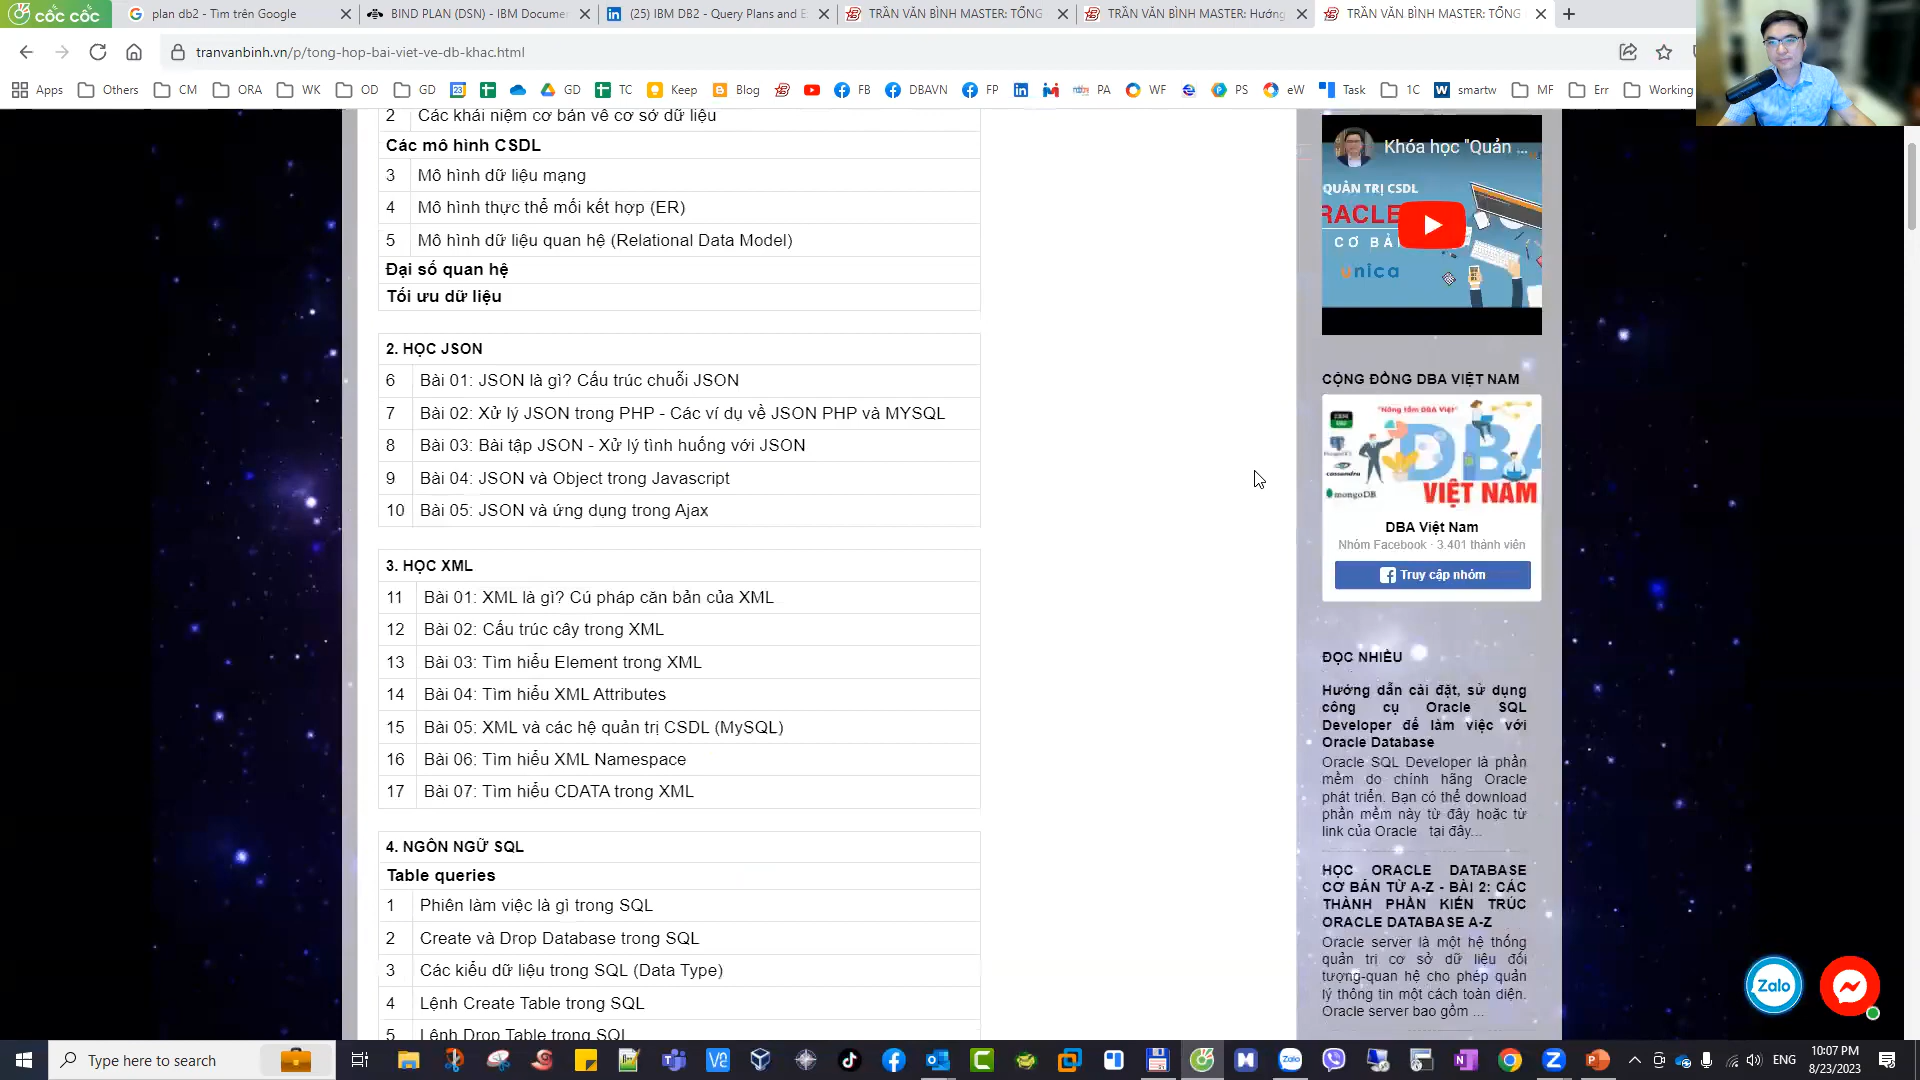 cốc cốc
plan db2 - Tìm trên Google
BIND PLAN (DSN) - IBM Documen
(25) IBM DB2 - Query Plans and E
TRẦN VĂN BÌNH MASTER: TỔNG
TRẦN VĂN BÌNH MASTER: Hướng
TRẦN VĂN BÌNH MASTER: TỔNG
tranvanbinh.vn/p/tong-hop-bai-viet-ve-db-khac.html
Apps
Others
CM
ORA
WK
OD
GD
GD
TC
Keep
Blog
FB
DBAVN
FP
PA
WF
PS
eW
Task
1C
smartw
MF
Err
Working
2 Các khái niệm cơ bản về cơ sở dữ liệu
Các mô hình CSDL
3 Mô hình dữ liệu mạng
4 Mô hình thực thể mối kết hợp (ER)
5 Mô hình dữ liệu quan hệ (Relational Data Model)
Đại số quan hệ
Tối ưu dữ liệu
2. HỌC JSON
6 Bài 01: JSON là gì? Cấu trúc chuỗi JSON
7 Bài 02: Xử lý JSON trong PHP - Các ví dụ về JSON PHP và MYSQL
8 Bài 03: Bài tập JSON - Xử lý tình huống với JSON
9 Bài 04: JSON và Object trong Javascript
10 Bài 05: JSON và ứng dụng trong Ajax
3. HỌC XML
11 Bài 01: XML là gì? Cú pháp căn bản của XML
12 Bài 02: Cấu trúc cây trong XML
13 Bài 03: Tìm hiểu Element trong XML
14 Bài 04: Tìm hiểu XML Attributes
15 Bài 05: XML và các hệ quản trị CSDL (MySQL)
16 Bài 06: Tìm hiểu XML Namespace
17 Bài 07: Tìm hiểu CDATA trong XML
4. NGÔN NGỮ SQL
Table queries
1 Phiên làm việc là gì trong SQL
2 Create và Drop Database trong SQL
3 Các kiểu dữ liệu trong SQL (Data Type)
4 Lệnh Create Table trong SQL
5 Lệnh Drop Table trong SQL
Khóa học "Quản ...
QUẢN TRỊ CSDL
RACLE
CƠ BẢ
unica
CỘNG ĐỒNG DBA VIỆT NAM
"Nâng tầm DBA Việt"
DBA
cassandra
mongoDB
VIỆT NAM
DBA Việt Nam
Nhóm Facebook · 3.401 thành viên
Truy cập nhóm
ĐỌC NHIỀU
Hướng dẫn cài đặt, sử dụng
công cụ Oracle SQL
Developer để làm việc với
Oracle Database
Oracle SQL Developer là phần
mềm do chính hãng Oracle
phát triển. Bạn có thể download
phần mềm này từ đây hoặc từ
link của Oracle tại đây...
HỌC ORACLE DATABASE
CƠ BẢN TỪ A-Z - BÀI 2: CÁC
THÀNH PHẦN KIẾN TRÚC
ORACLE DATABASE A-Z
Oracle server là một hệ thống
quản trị cơ sở dữ liệu đối
tượng-quan hệ cho phép quản
lý thông tin một cách toàn diện.
Oracle server bao gồm ...
Zalo
Type here to search
ENG
10:07 PM
8/23/2023